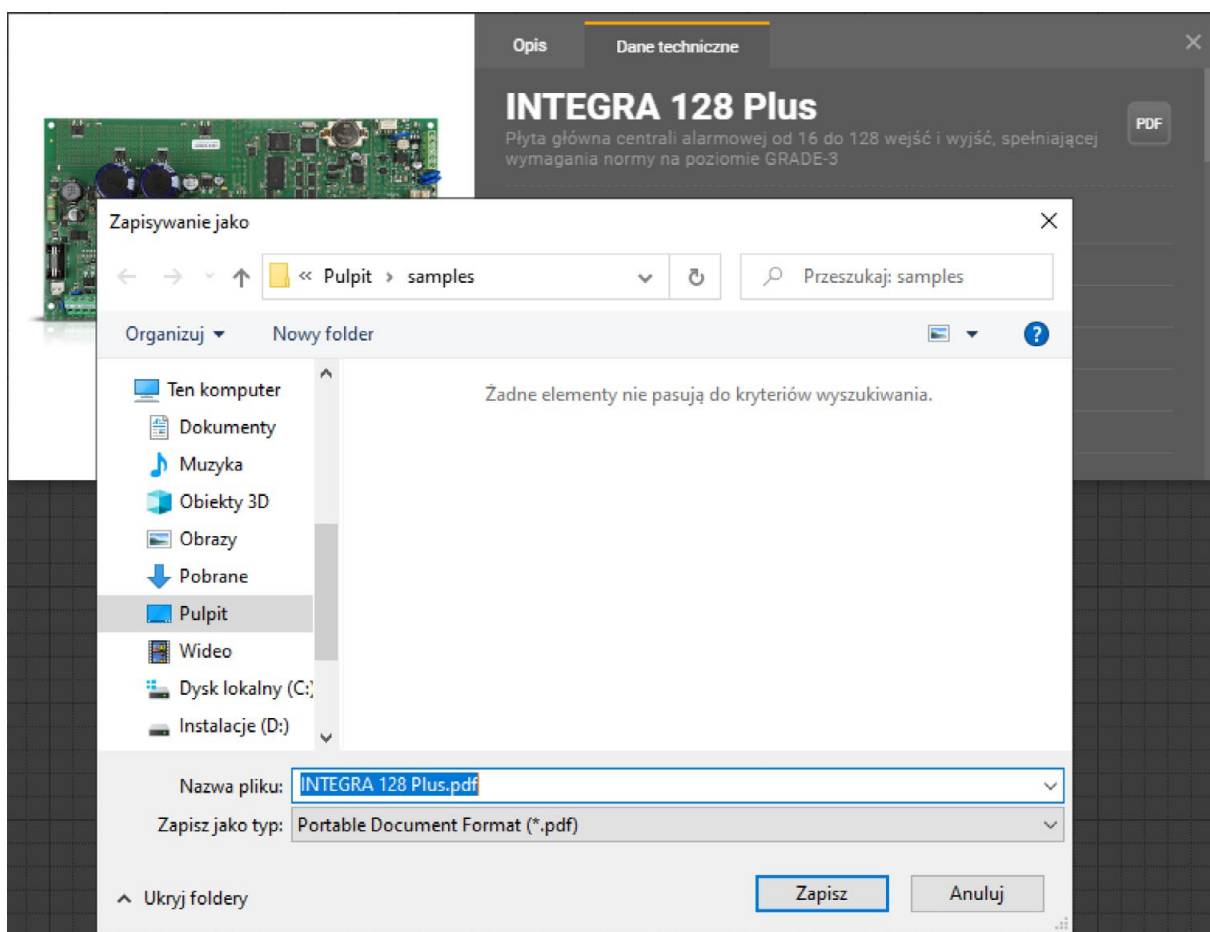 Opis Dane techniczne
INTEGRA 128 Plus
PDF
Płyta główna centrali alarmowej od 16 do 128 wejść i wyjść, spełniającej
wymagania normy na poziomie GRADE-3
Zapisywanie jako
« Pulpit › samples
Przeszukaj: samples
Organizuj Nowy folder
Ten komputer
Dokumenty
Muzyka
Obiekty 3D
Obrazy
Pobrane
Pulpit
Wideo
Dysk lokalny (C:)
Instalacje (D:)
Żadne elementy nie pasują do kryteriów wyszukiwania.
Nazwa pliku: INTEGRA 128 Plus.pdf
Zapisz jako typ: Portable Document Format (*.pdf)
Ukryj foldery
Zapisz Anuluj